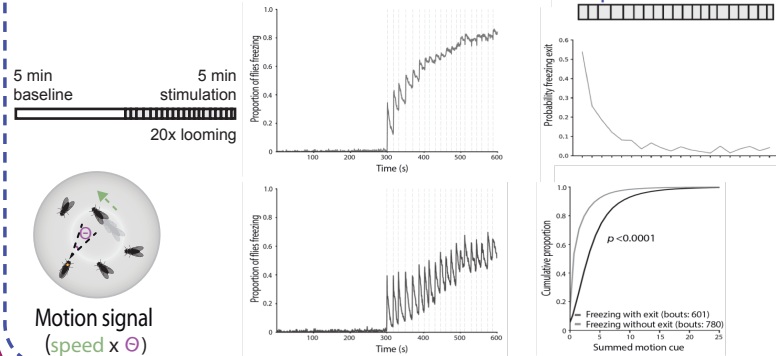 5 min
baseline
5 min
stimulation
20x looming
Motion signal
(speed x Θ)
Θ
Proportion of flies freezing
1.0
0.8
0.6
0.4
0.2
0
100 200 300 400 500 600
Time (s)
Proportion of flies freezing
1.0
0.8
0.6
0.4
0.2
0
100 200 300 400 500 600
Time (s)
Probability freezing exit
0.6
0.5
0.4
0.3
0.2
0.1
0.0
Cumulative proportion
1.0
0.8
0.6
0.4
0.2
0
p <0.0001
Freezing with exit (bouts: 601)
Freezing without exit (bouts: 780)
0 5 10 15 20 25
Summed motion cue